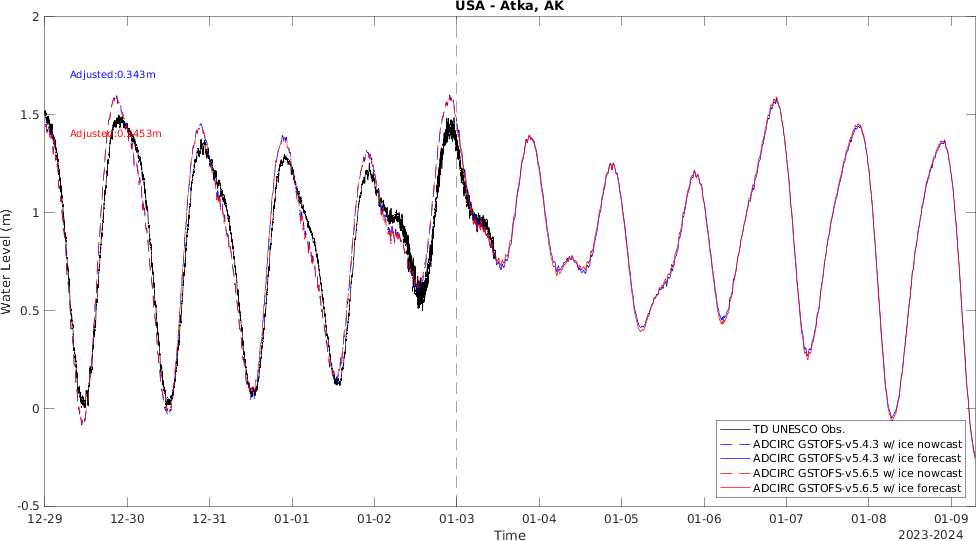 USA - Atka, AK
2
1.5
1
0.5
0
-0.5
Water Level (m)
Adjusted:0.343m
TD UNESCO Obs.
ADCIRC GSTOFS-v5.4.3 w/ ice nowcast
ADCIRC GSTOFS-v5.4.3 w/ ice forecast
ADCIRC GSTOFS-v5.6.5 w/ ice nowcast
ADCIRC GSTOFS-v5.6.5 w/ ice forecast
12-29 12-30 12-31 01-01 01-02 01-03 01-04 01-05 01-06 01-07 01-08 01-09
Time
2023-2024